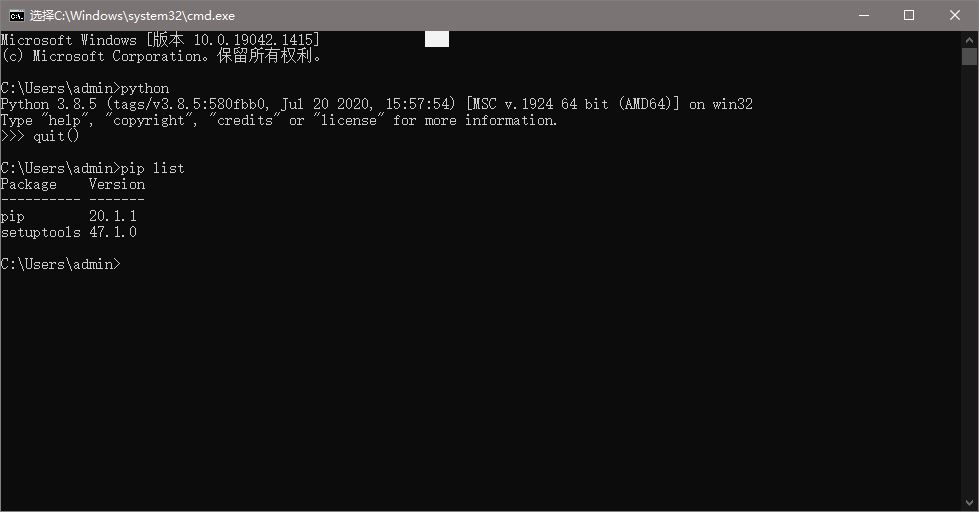 选择C:\Windows\system32\cmd.exe
Microsoft Windows [版本 10.0.19042.1415]
(c) Microsoft Corporation。保留所有权利。
C:\Users\admin>python
Python 3.8.5 (tags/v3.8.5:580fbb0, Jul 20 2020, 15:57:54) [MSC v.1924 64 bit (AMD64)] on win32
Type "help", "copyright", "credits" or "license" for more information.
>>> quit()
C:\Users\admin>pip list
Package    Version
---------- -------
pip        20.1.1
setuptools 47.1.0
C:\Users\admin>